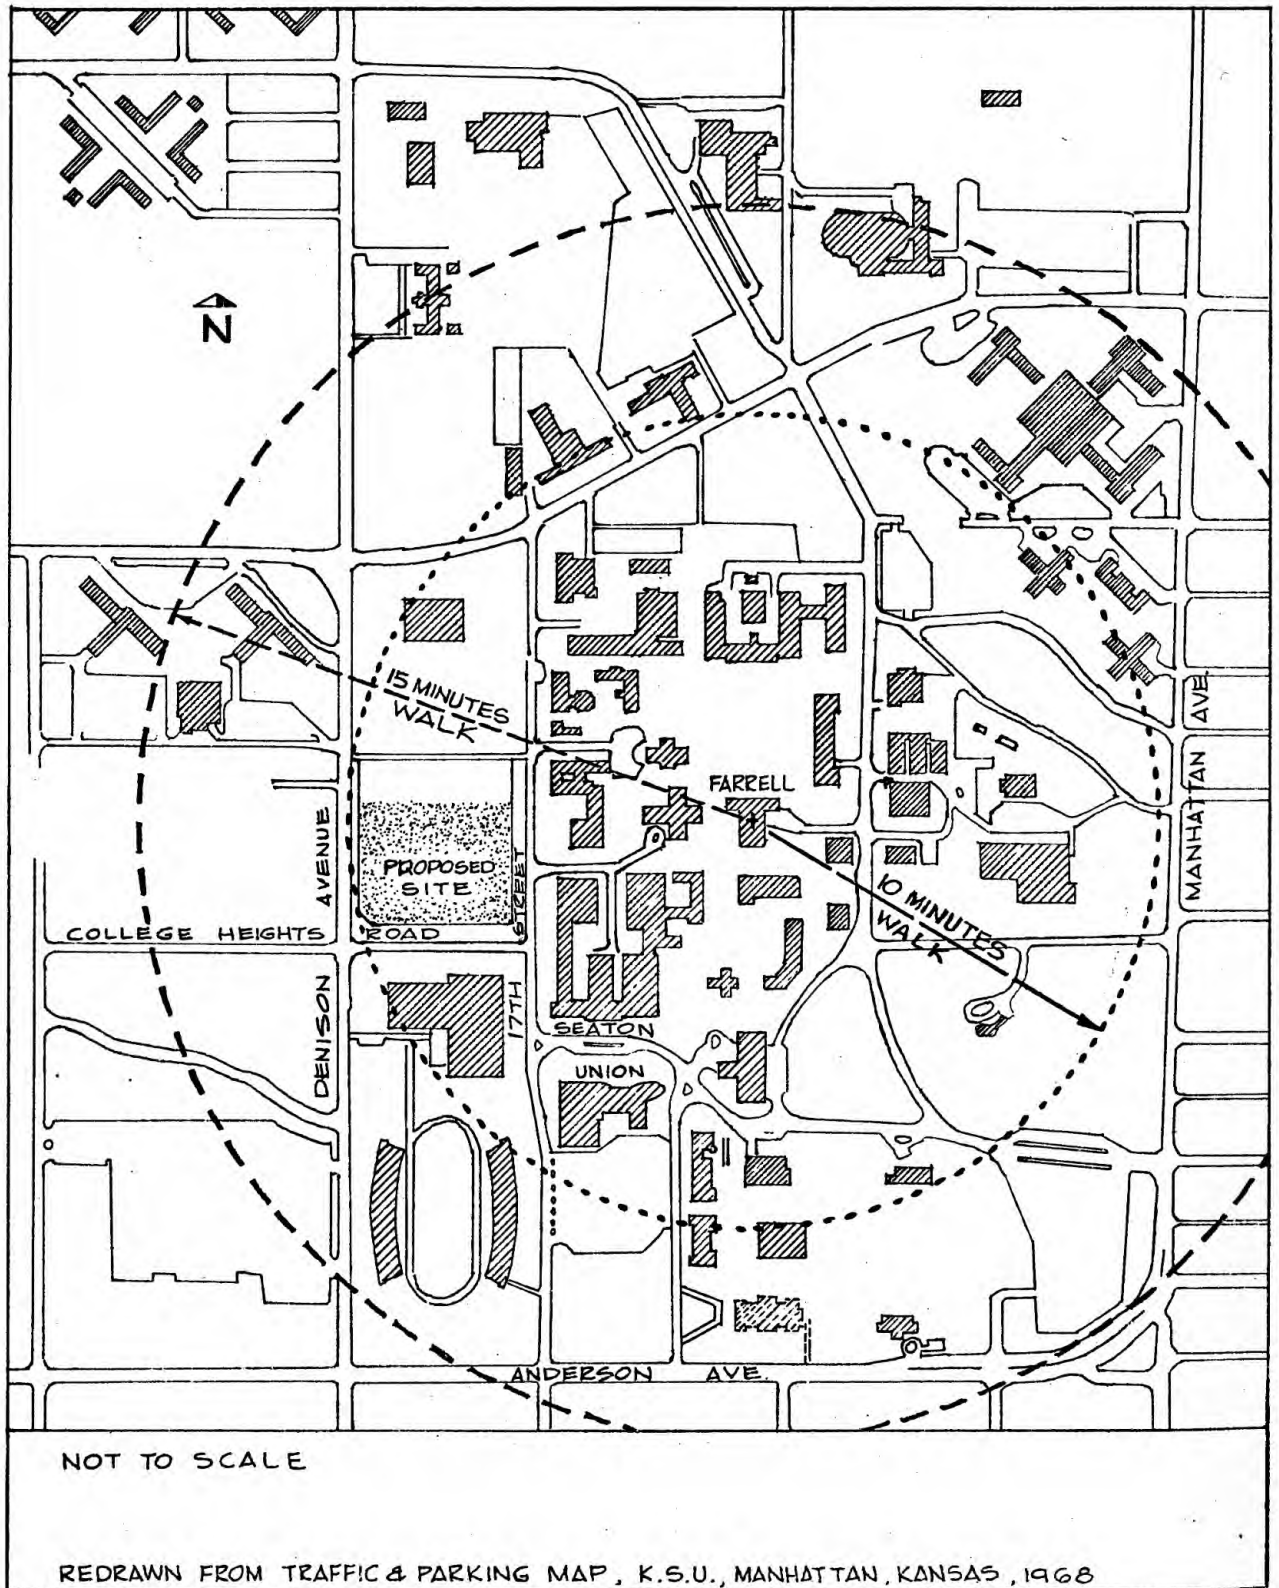 N
15 MINUTES
WALK
FARRELL
MANHATTAN AVE.
PROPOSED
SITE
DENISON AVENUE
17TH STREET
COLLEGE HEIGHTS ROAD
10 MINUTES
WALK
SEATON
UNION
ANDERSON AVE.
NOT TO SCALE
REDRAWN FROM TRAFFIC & PARKING MAP, K.S.U., MANHATTAN, KANSAS, 1968